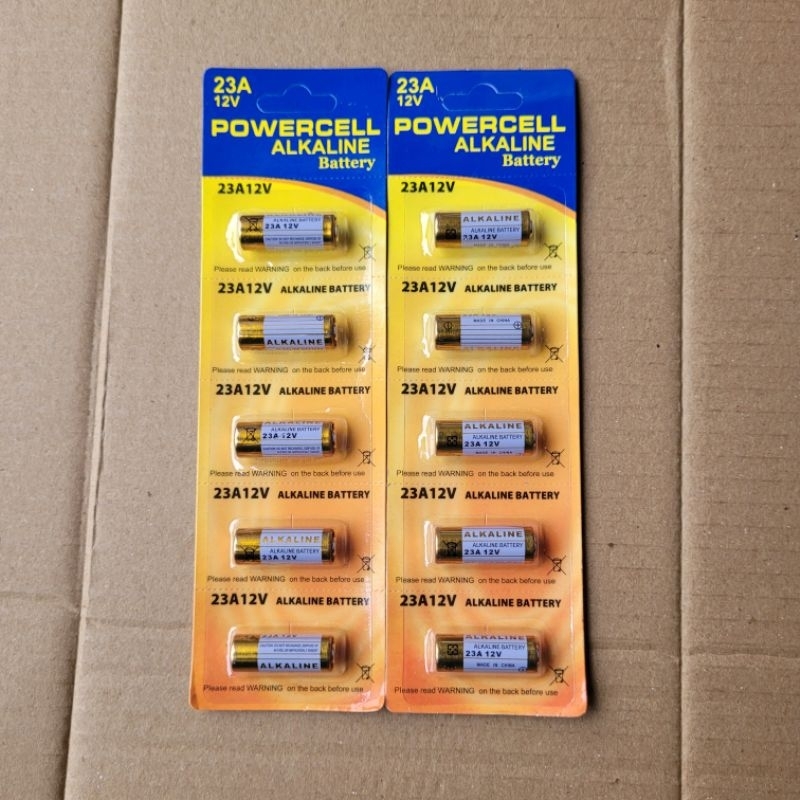 23A
12V
POWERCELL
ALKALINE
Battery
23A12V
ALKALINE BATTERY
23A 12V
Please read WARNING on the back before use
23A12V ALKALINE BATTERY
ALKALINE
Please read WARNING on the back before use
23A12V ALKALINE BATTERY
ALKALINE BATTERY
23A 12V
Please read WARNING on the back before use
23A12V ALKALINE BATTERY
ALKALINE
ALKALINE BATTERY
23A 12V
Please read WARNING on the back before use
23A12V ALKALINE BATTERY
ALKALINE
Please read WARNING on the back before use
23A
12V
POWERCELL
ALKALINE
Battery
23A12V
ALKALINE
ALKALINE BATTERY
23A 12V
Please read WARNING on the back before use
23A12V ALKALINE BATTERY
MADE IN CHINA
Please read WARNING on the back before use
23A12V ALKALINE BATTERY
ALKALINE
ALKALINE BATTERY
23A 12V
MADE IN CHINA
Please read WARNING on the back before use
23A12V ALKALINE BATTERY
ALKALINE
ALKALINE BATTERY
23A 12V
Please read WARNING on the back before use
23A12V ALKALINE BATTERY
ALKALINE
ALKALINE BATTERY
23A 12V
MADE IN CHINA
Please read WARNING on the back before use